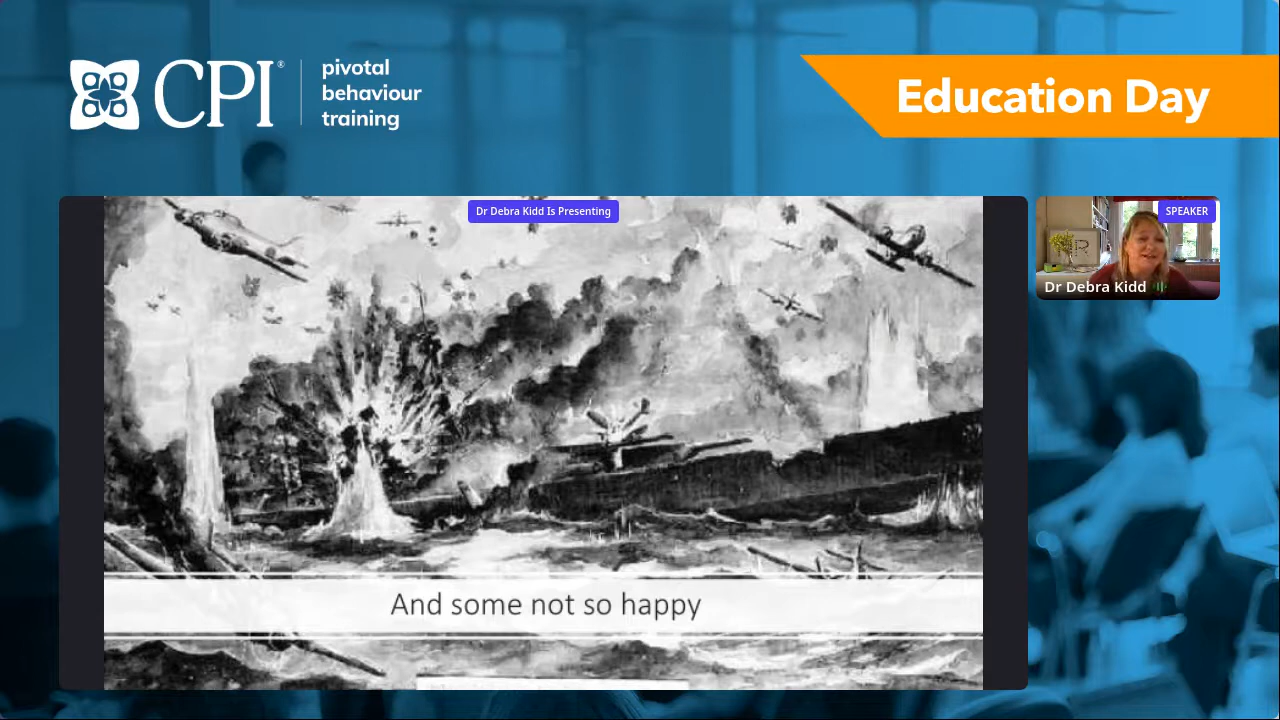 CPI®
pivotal
behaviour
training
Education Day
Dr Debra Kidd Is Presenting
SPEAKER
Dr Debra Kidd
And some not so happy